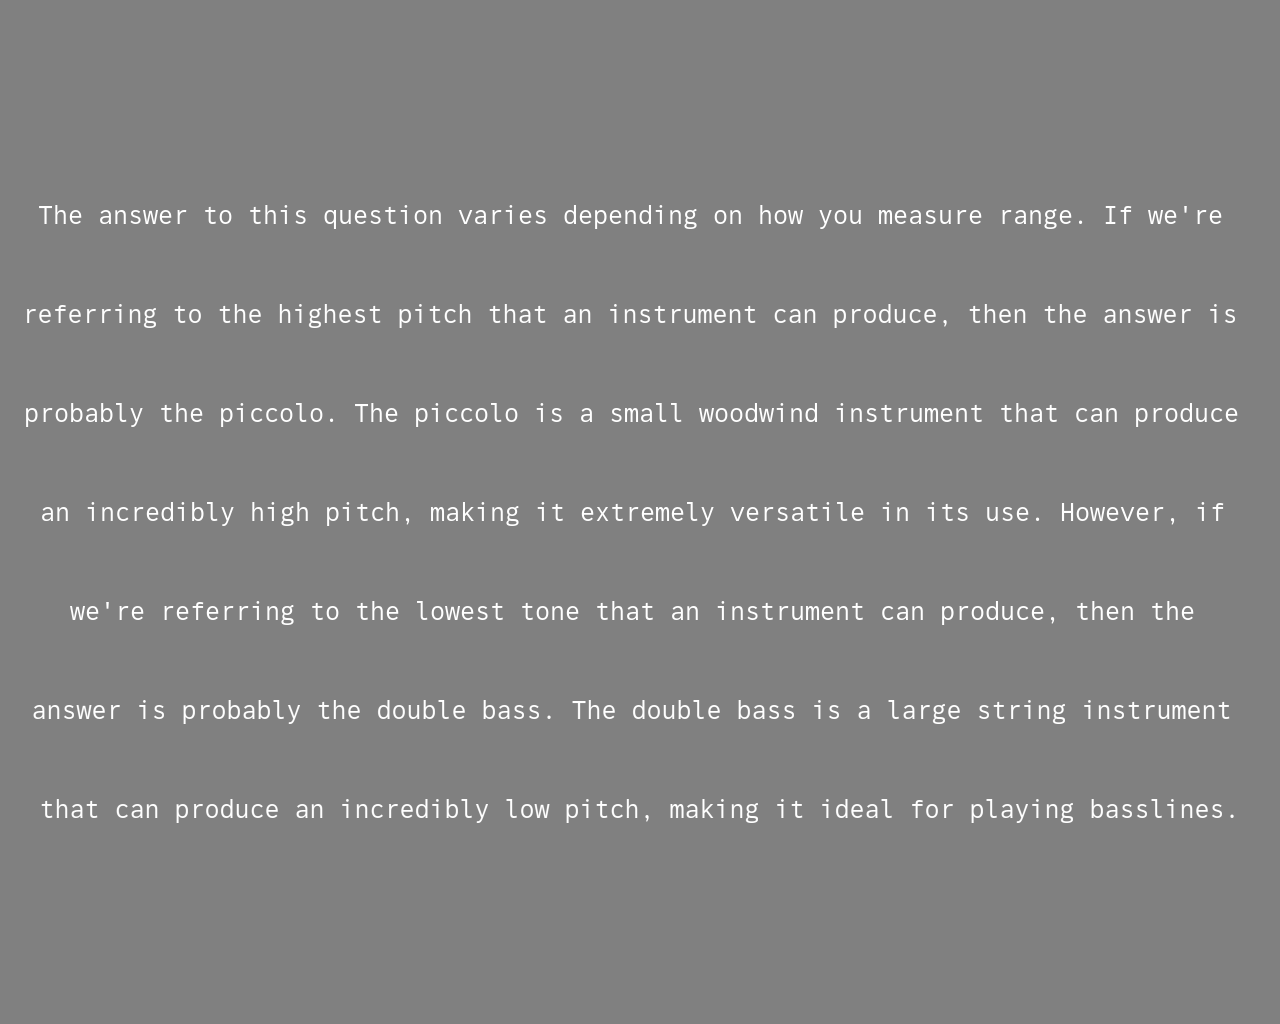 The answer to this question varies depending on how you measure range. If we're
referring to the highest pitch that an instrument can produce, then the answer is
probably the piccolo. The piccolo is a small woodwind instrument that can produce
an incredibly high pitch, making it extremely versatile in its use. However, if
we're referring to the lowest tone that an instrument can produce, then the
answer is probably the double bass. The double bass is a large string instrument
that can produce an incredibly low pitch, making it ideal for playing basslines.